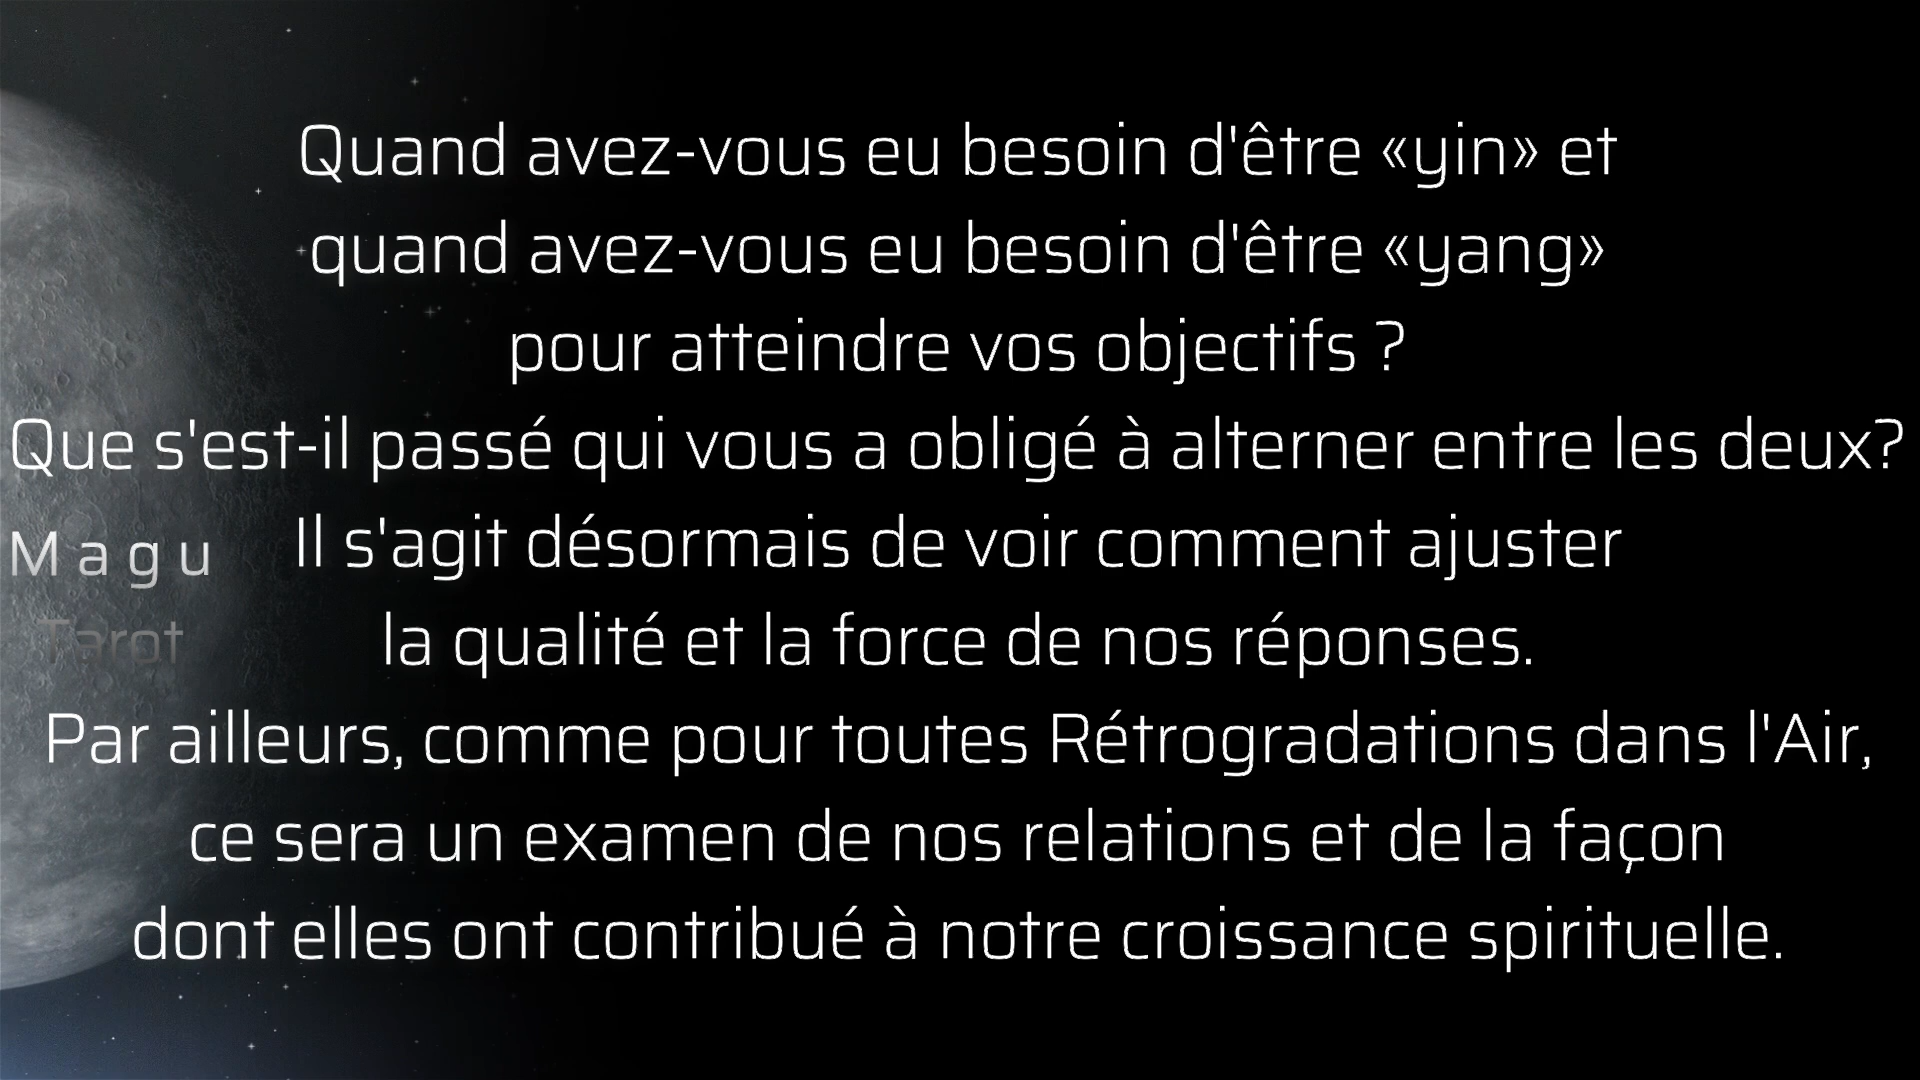 Quand avez-vous eu besoin d'être «yin» et
quand avez-vous eu besoin d'être «yang»
pour atteindre vos objectifs ?
Que s'est-il passé qui vous a obligé à alterner entre les deux?
Il s'agit désormais de voir comment ajuster
la qualité et la force de nos réponses.
Par ailleurs, comme pour toutes Rétrogradations dans l'Air,
ce sera un examen de nos relations et de la façon
dont elles ont contribué à notre croissance spirituelle.
Magu
Tarot